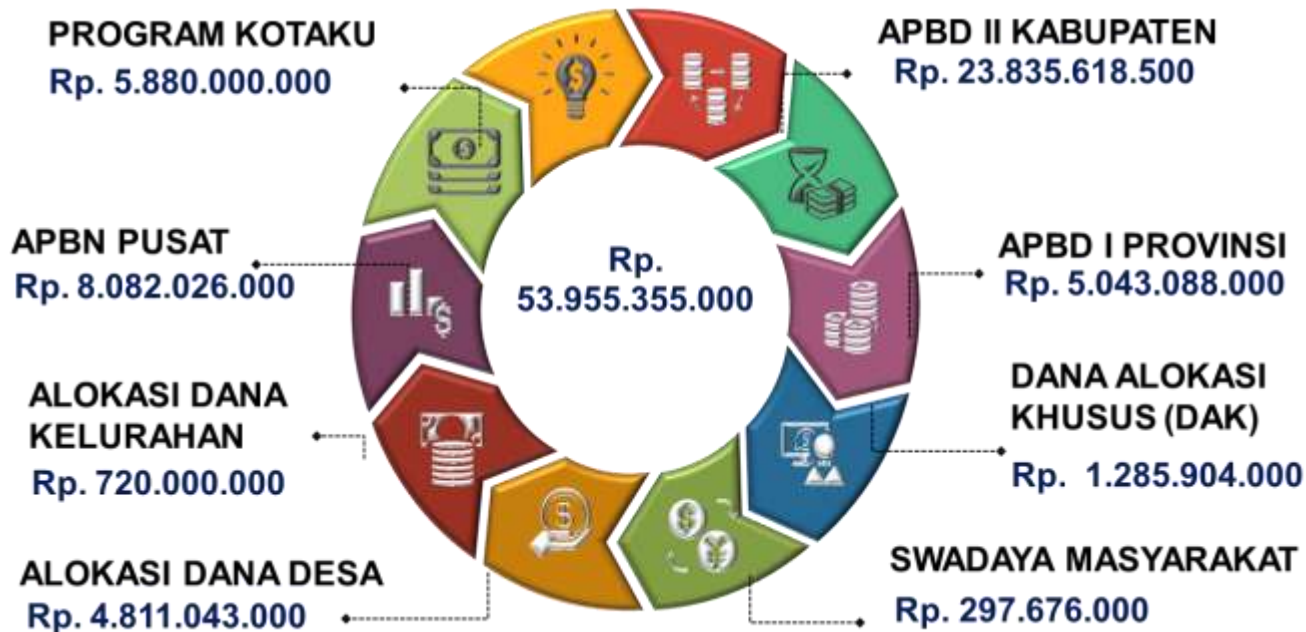 PROGRAM KOTAKU
Rp. 5.880.000.000
APBD II KABUPATEN
Rp. 23.835.618.500
APBN PUSAT
Rp. 8.082.026.000
Rp.
53.955.355.000
APBD I PROVINSI
Rp. 5.043.088.000
ALOKASI DANA
KELURAHAN
Rp. 720.000.000
DANA ALOKASI
KHUSUS (DAK)
Rp. 1.285.904.000
ALOKASI DANA DESA
Rp. 4.811.043.000
SWADAYA MASYARAKAT
Rp. 297.676.000